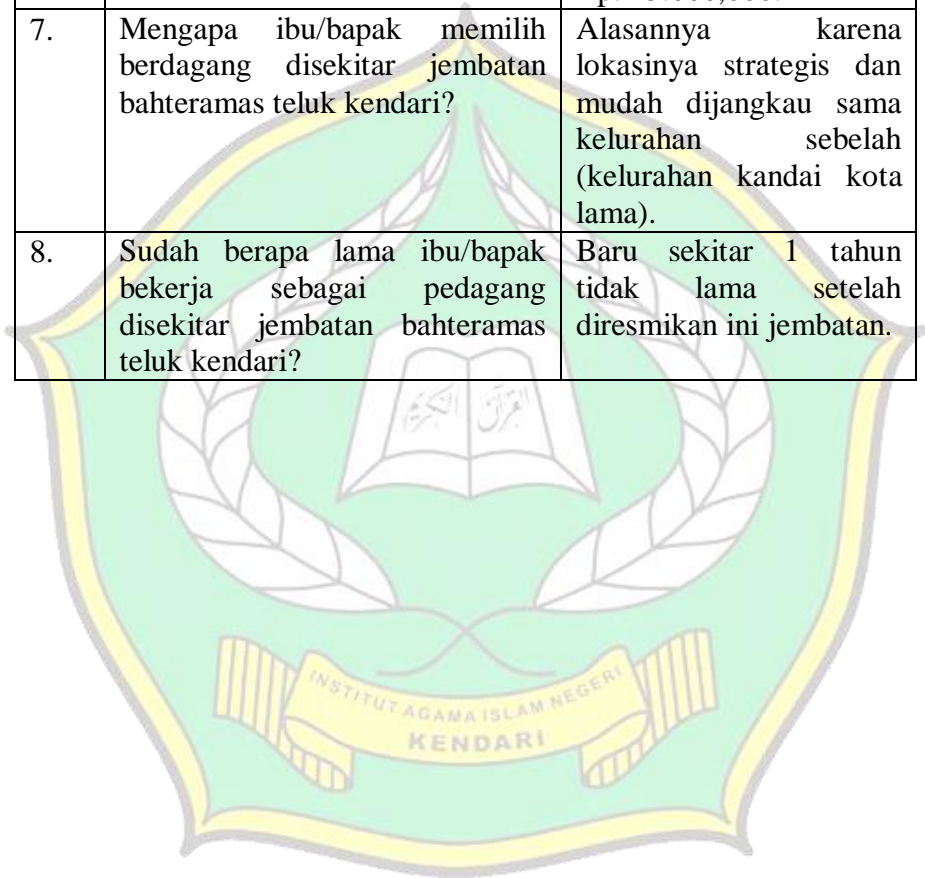 7.
Mengapa ibu/bapak memilih
berdagang disekitar jembatan
bahteramas teluk kendari?
Alasannya karena
lokasinya strategis dan
mudah dijangkau sama
kelurahan sebelah
(kelurahan kandai kota
lama).
8.
Sudah berapa lama ibu/bapak
bekerja sebagai pedagang
disekitar jembatan bahteramas
teluk kendari?
Baru sekitar 1 tahun
tidak lama setelah
diresmikan ini jembatan.
القرآن الكريم
INSTITUT AGAMA ISLAM NEGERI
KENDARI